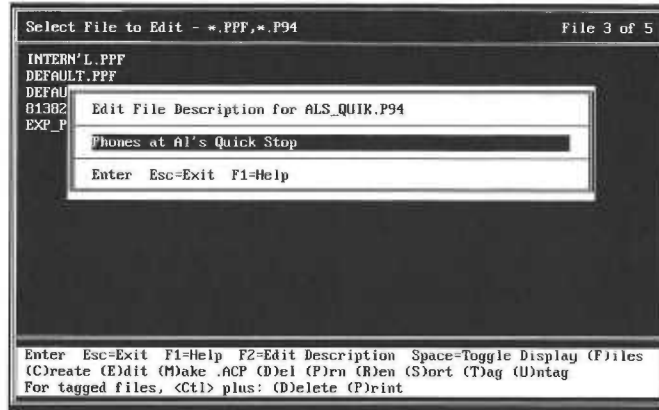 Select File to Edit - *.PPF,*.P94 File 3 of 5
INTERN'L.PPF
DEFAULT.PPF
DEFAU
81382
EXP_P
Edit File Description for ALS_QUIK.P94
Phones at Al's Quick Stop
Enter Esc=Exit F1=Help
Enter Esc=Exit F1=Help F2=Edit Description Space=Toggle Display (F)iles
(C)reate (E)dit (M)ake .ACP (D)el (P)rn (R)en (S)ort (T)ag (U)ntag
For tagged files, <Ctl> plus: (D)elete (P)rint